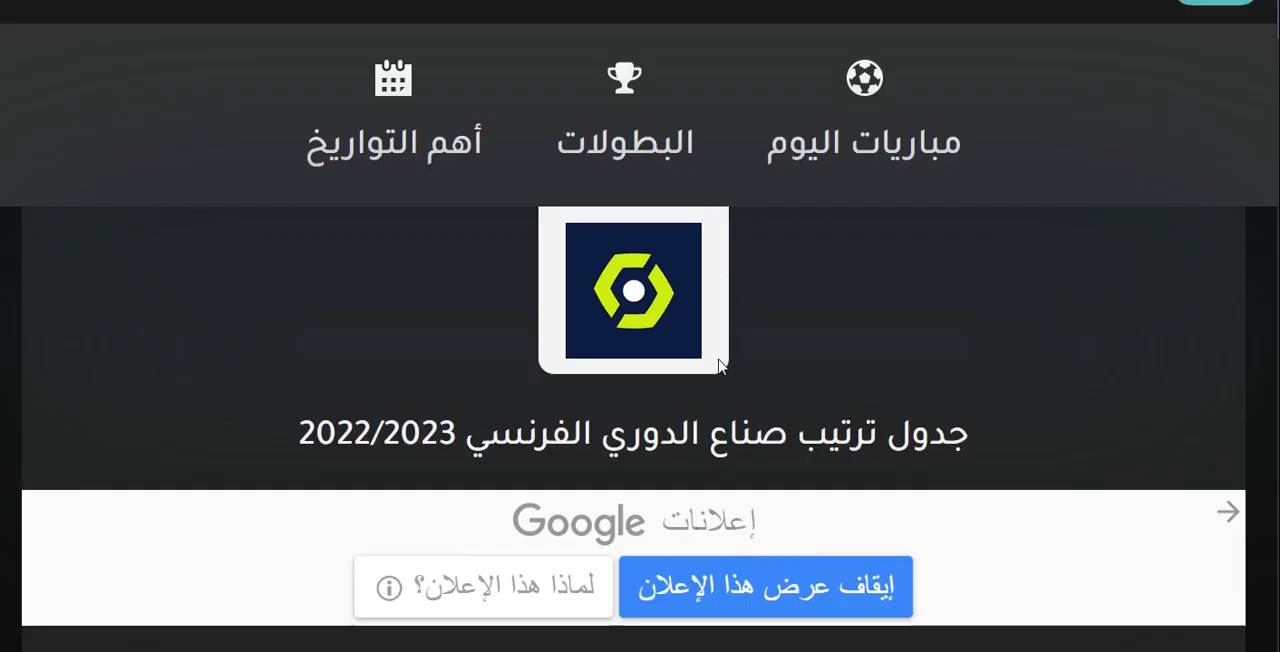 مباريات اليوم
البطولات
أهم التواريخ
جدول ترتيب صناع الدوري الفرنسي 2022/2023
إعلانات Google
إيقاف عرض هذا الإعلان
لماذا هذا الإعلان؟